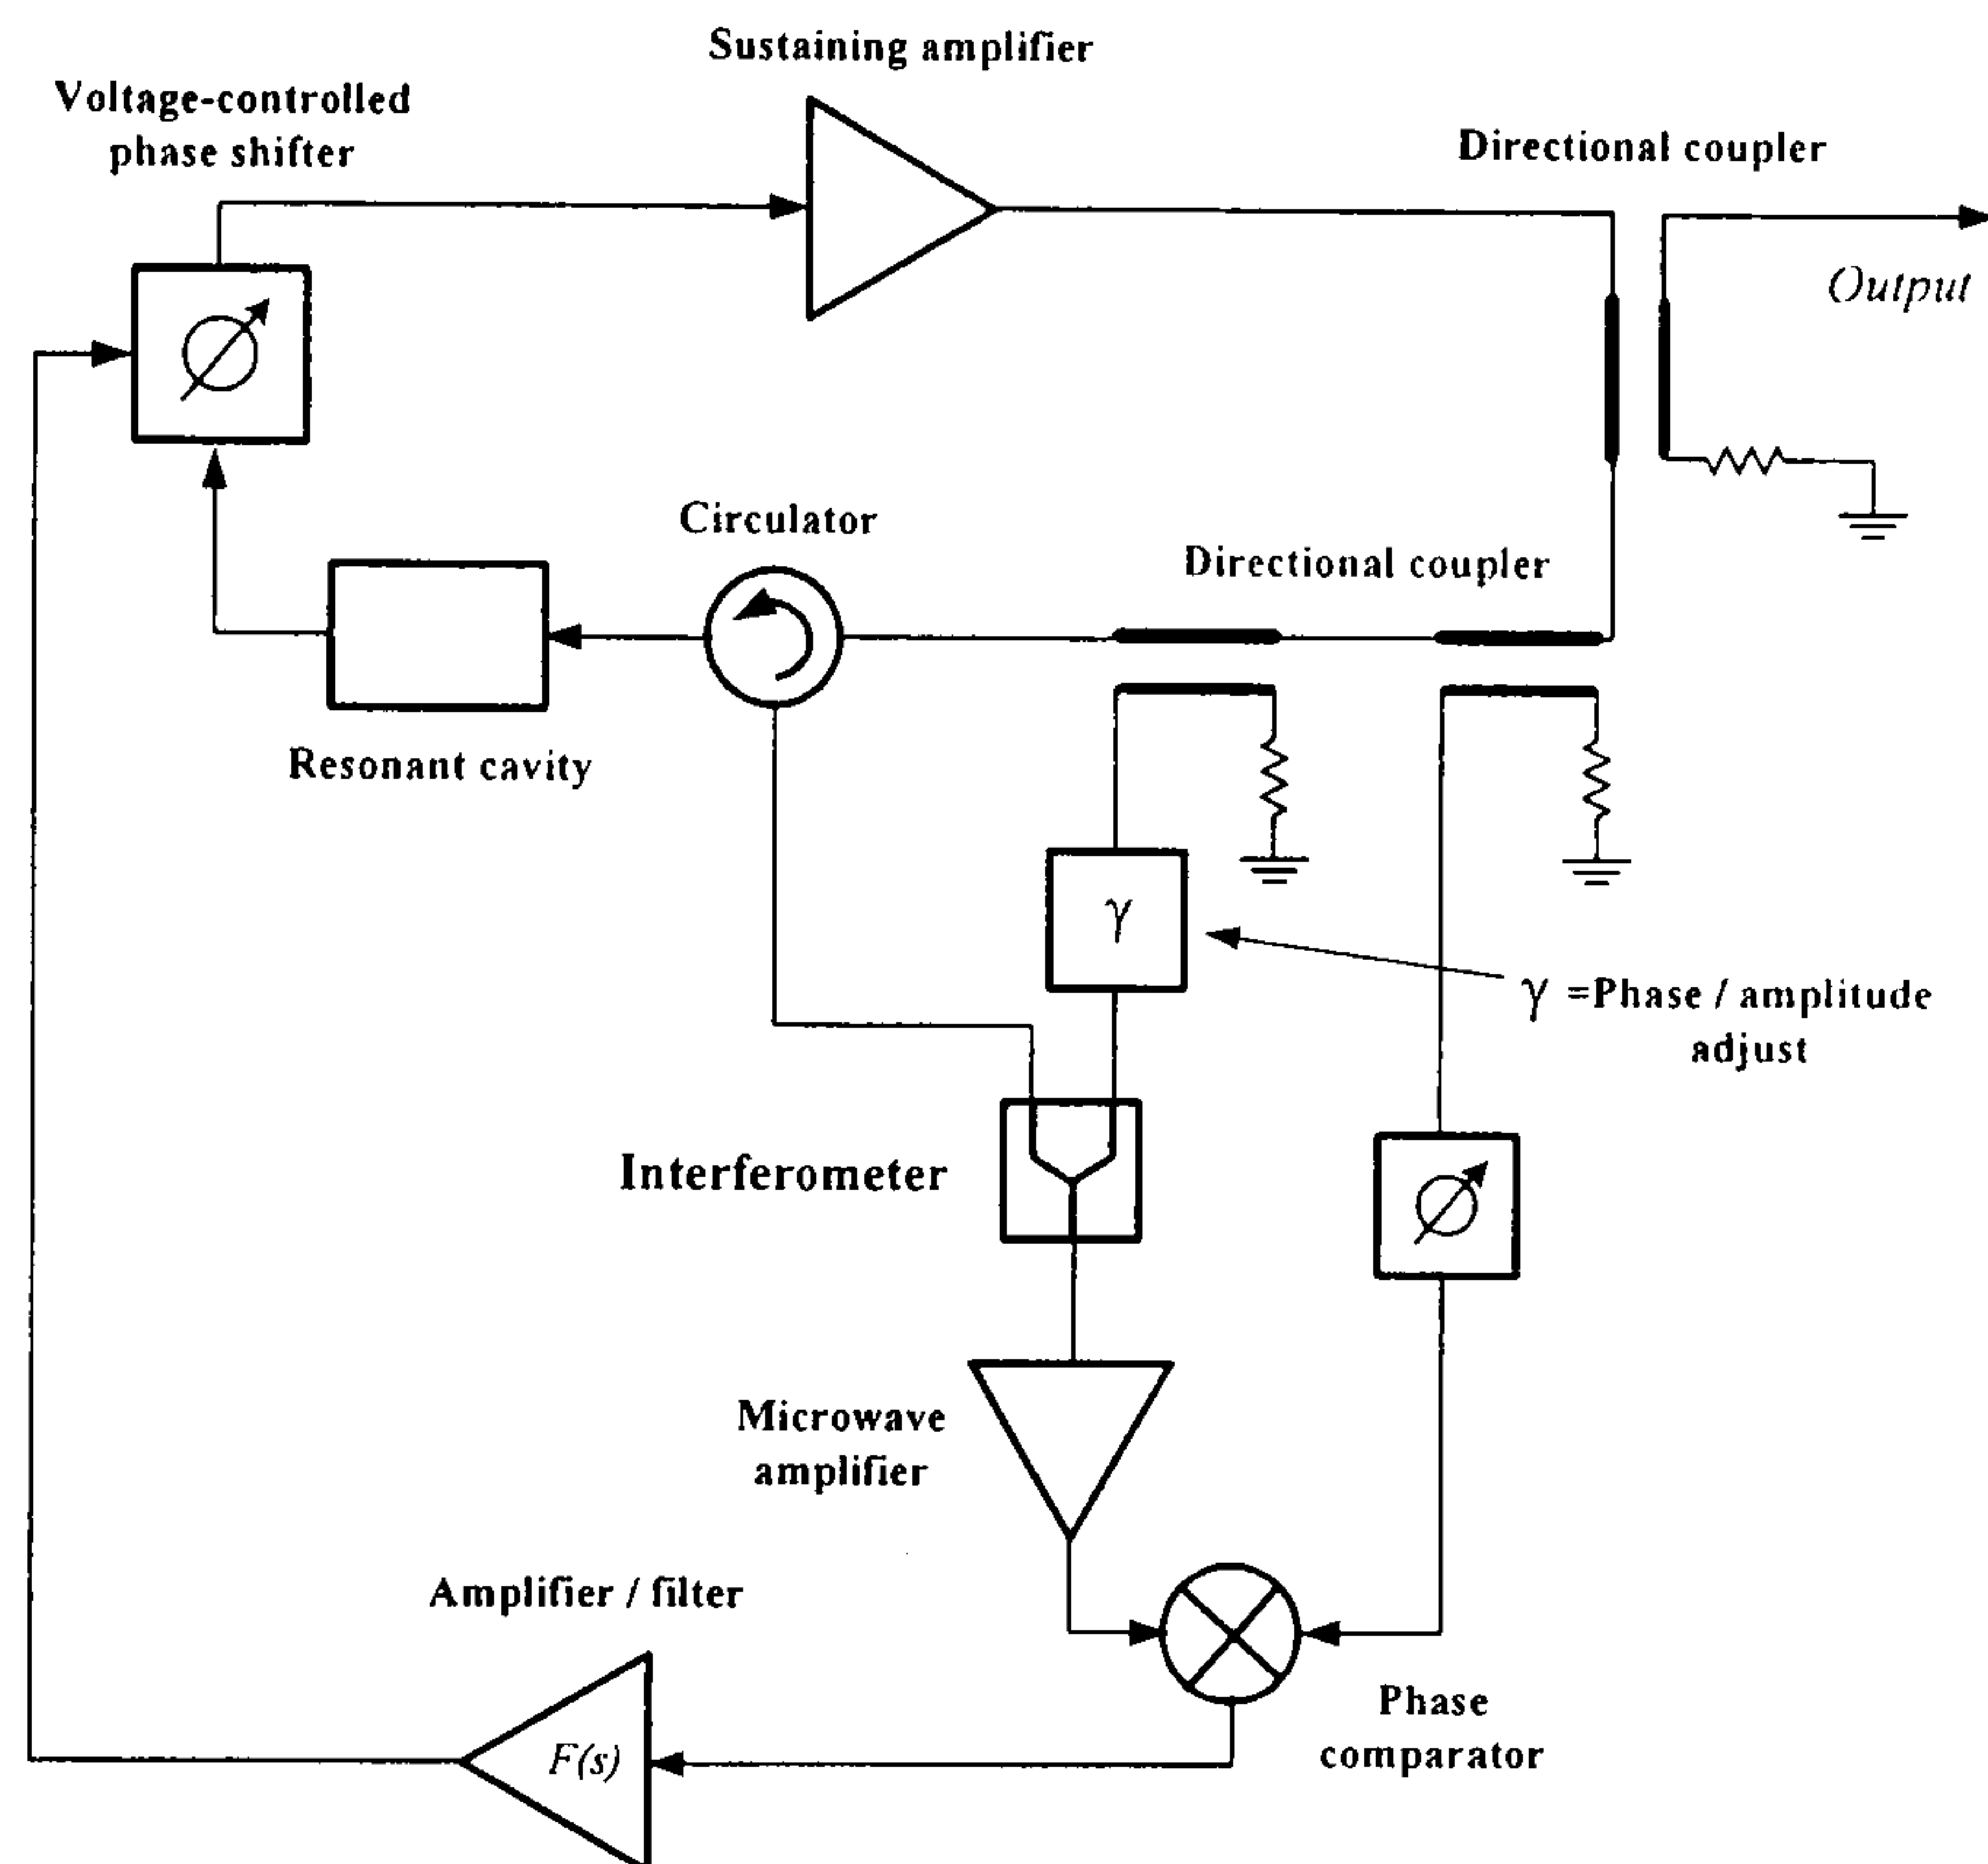 Sustaining amplifier
Voltage-controlled
phase shifter
Directional coupler
Output
Circulator
Directional coupler
Resonant cavity
γ
γ =Phase / amplitude
adjust
Interferometer
Microwave
amplifier
Amplifier / filter
F(s)
Phase
comparator